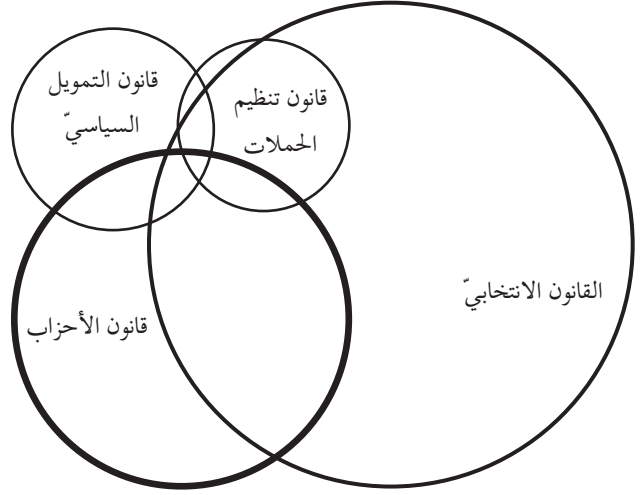 قانون التمويل
السياسيّ
قانون تنظيم
الحملات
القانون الانتخابيّ
قانون الأحزاب